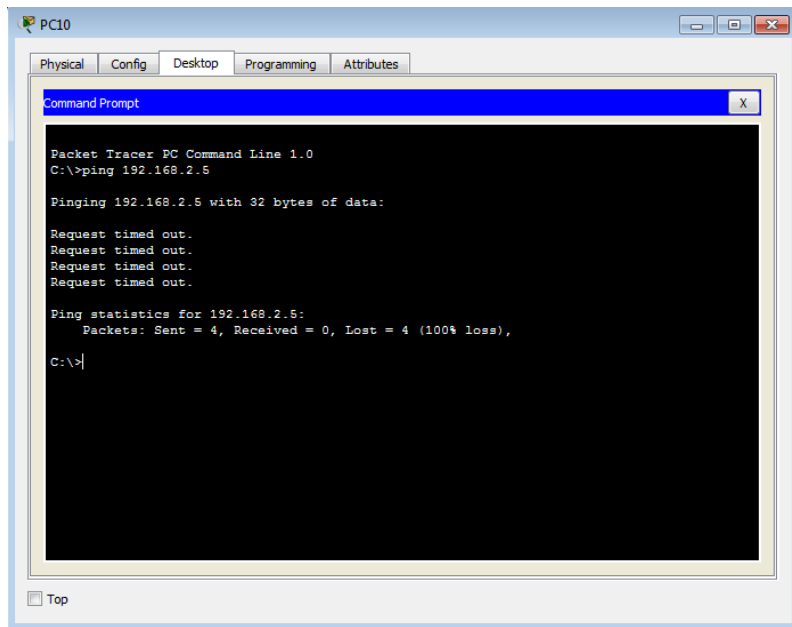 PC10
Physical Config Desktop Programming Attributes
Command Prompt
X
Packet Tracer PC Command Line 1.0
C:\>ping 192.168.2.5
Pinging 192.168.2.5 with 32 bytes of data:
Request timed out.
Request timed out.
Request timed out.
Request timed out.
Ping statistics for 192.168.2.5:
Packets: Sent = 4, Received = 0, Lost = 4 (100% loss),
C:\>
Top